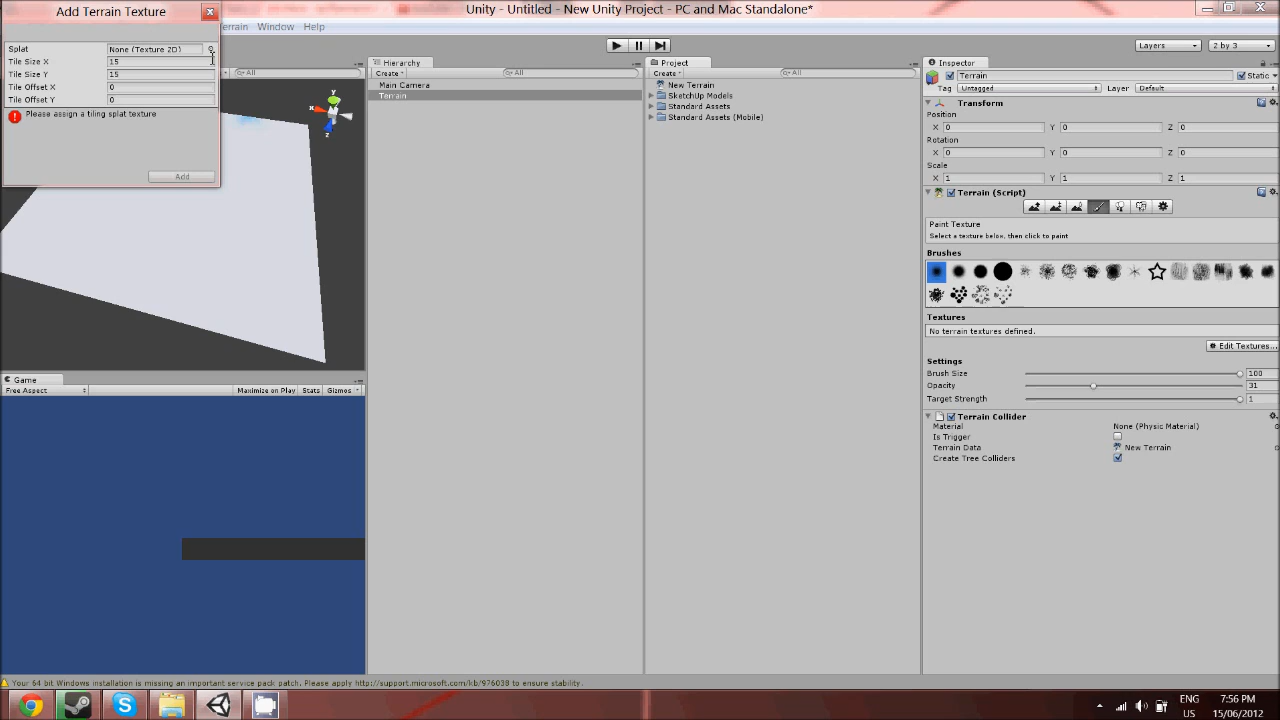 Add Terrain Texture
Unity - Untitled - New Unity Project - PC and Mac Standalone*
Terrain Window Help
Splat None (Texture 2D)
Tile Size X 15
Tile Size Y 15
Tile Offset X 0
Tile Offset Y 0
Please assign a tiling splat texture
Add
Layers
2 by 3
All
x
z
Game
Free Aspect Maximize on Play Stats Gizmos
Hierarchy
Create All
Main Camera
Terrain
Project
Create All
New Terrain
SketchUp Models
Standard Assets
Standard Assets (Mobile)
Inspector
Terrain Static
Tag Untagged Layer Default
Transform
Position
X 0 Y 0 Z 0
Rotation
X 0 Y 0 Z 0
Scale
X 1 Y 1 Z 1
Terrain (Script)
Paint Texture
Select a texture below, then click to paint
Brushes
Textures
No terrain textures defined.
Edit Textures...
Settings
Brush Size 100
Opacity 31
Target Strength 1
Terrain Collider
Material None (Physic Material)
Is Trigger
Terrain Data New Terrain
Create Tree Colliders
Your 64 bit Windows installation is missing an important service pack patch. Please apply http://support.microsoft.com/kb/976038 to ensure stability.
ENG
US
7:56 PM
15/06/2012